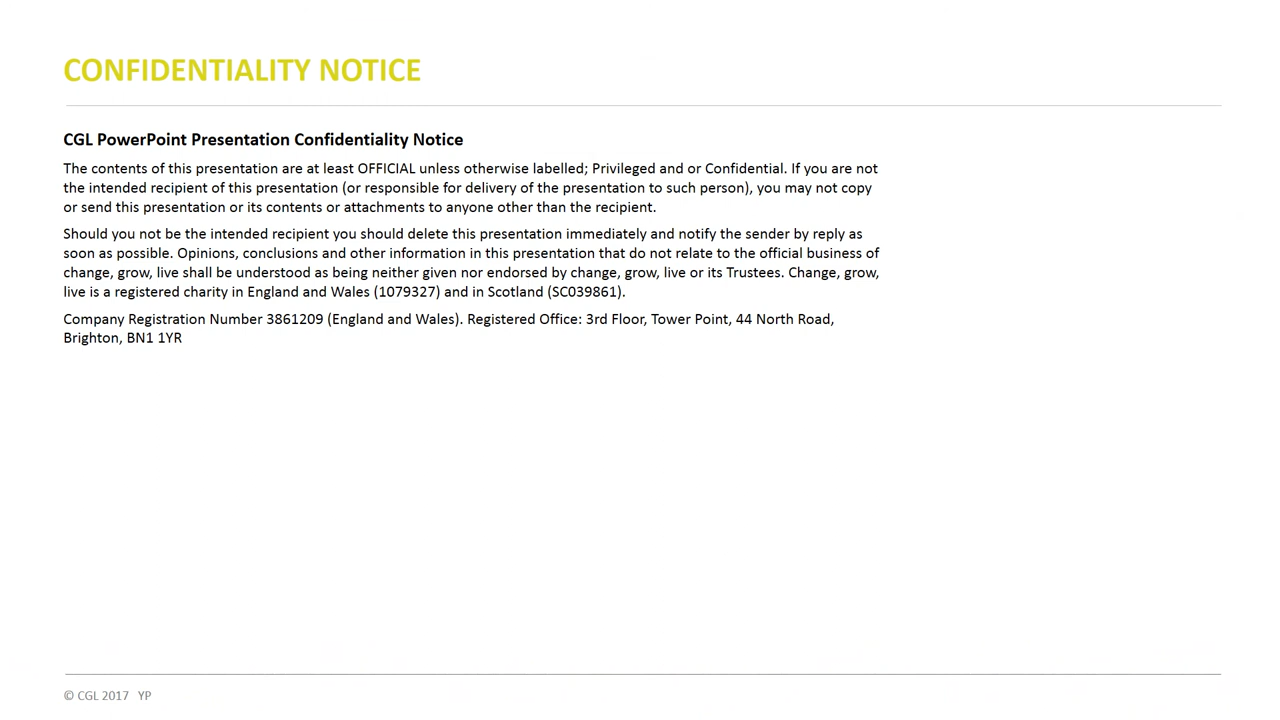 CONFIDENTIALITY NOTICE
CGL PowerPoint Presentation Confidentiality Notice
The contents of this presentation are at least OFFICIAL unless otherwise labelled; Privileged and or Confidential. If you are not
the intended recipient of this presentation (or responsible for delivery of the presentation to such person), you may not copy
or send this presentation or its contents or attachments to anyone other than the recipient.
Should you not be the intended recipient you should delete this presentation immediately and notify the sender by reply as
soon as possible. Opinions, conclusions and other information in this presentation that do not relate to the official business of
change, grow, live shall be understood as being neither given nor endorsed by change, grow, live or its Trustees. Change, grow,
live is a registered charity in England and Wales (1079327) and in Scotland (SC039861).
Company Registration Number 3861209 (England and Wales). Registered Office: 3rd Floor, Tower Point, 44 North Road,
Brighton, BN1 1YR
© CGL 2017 YP